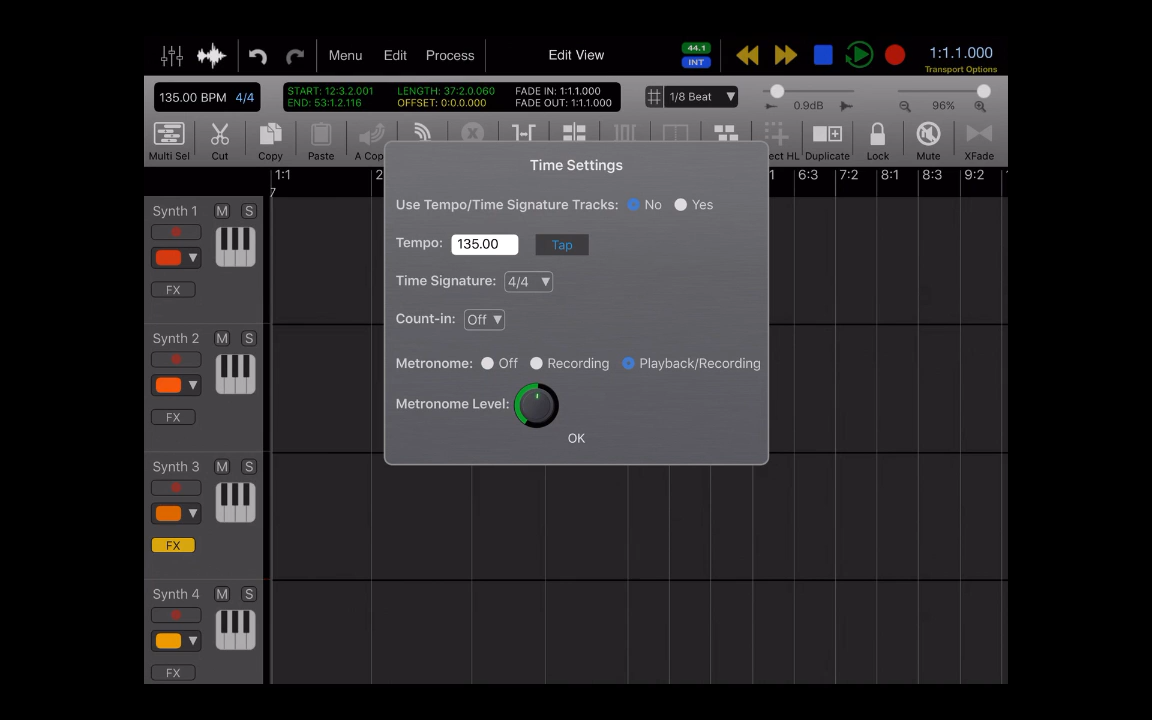 Menu Edit Process Edit View 44.1 INT 1:1.1.000
Transport Options
135.00 BPM 4/4 START: 12:3.2.001 LENGTH: 37:2.0.060 FADE IN: 1:1.1.000 1/8 Beat 0.9dB 96%
END: 53:1.2.116 OFFSET: 0:0.0.000 FADE OUT: 1:1.1.000
Multi Sel Cut Copy Paste A Cop ect HL Duplicate Lock Mute XFade
1:1 2 1 6:3 7:2 8:1 8:3 9:2
7
Time Settings
Use Tempo/Time Signature Tracks: No Yes
Tempo: 135.00 Tap
Time Signature: 4/4
Count-in: Off
Metronome: Off Recording Playback/Recording
Metronome Level:
OK
Synth 1 M S
FX
Synth 2 M S
FX
Synth 3 M S
FX
Synth 4 M S
FX